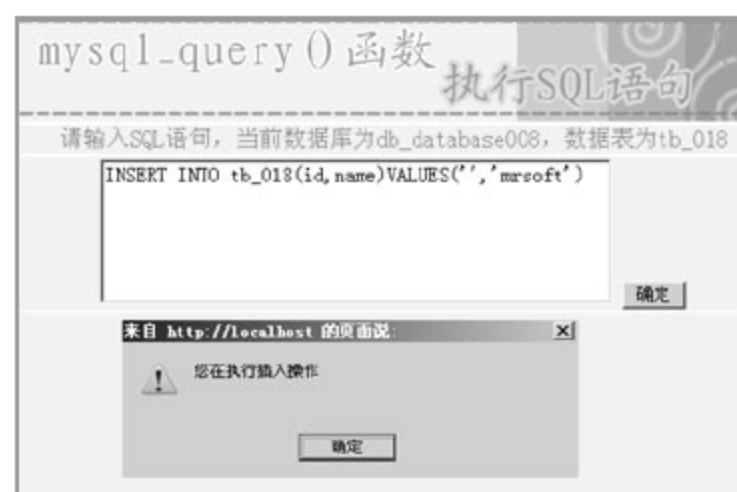 mysql_query()函数
执行SQL语句
请输入SQL语句，当前数据库为db_database008，数据表为tb_018
INSERT INTO tb_018(id,name)VALUES('','mrsoft')
确定
来自 http://localhost 的页面说:
您在执行插入操作
确定